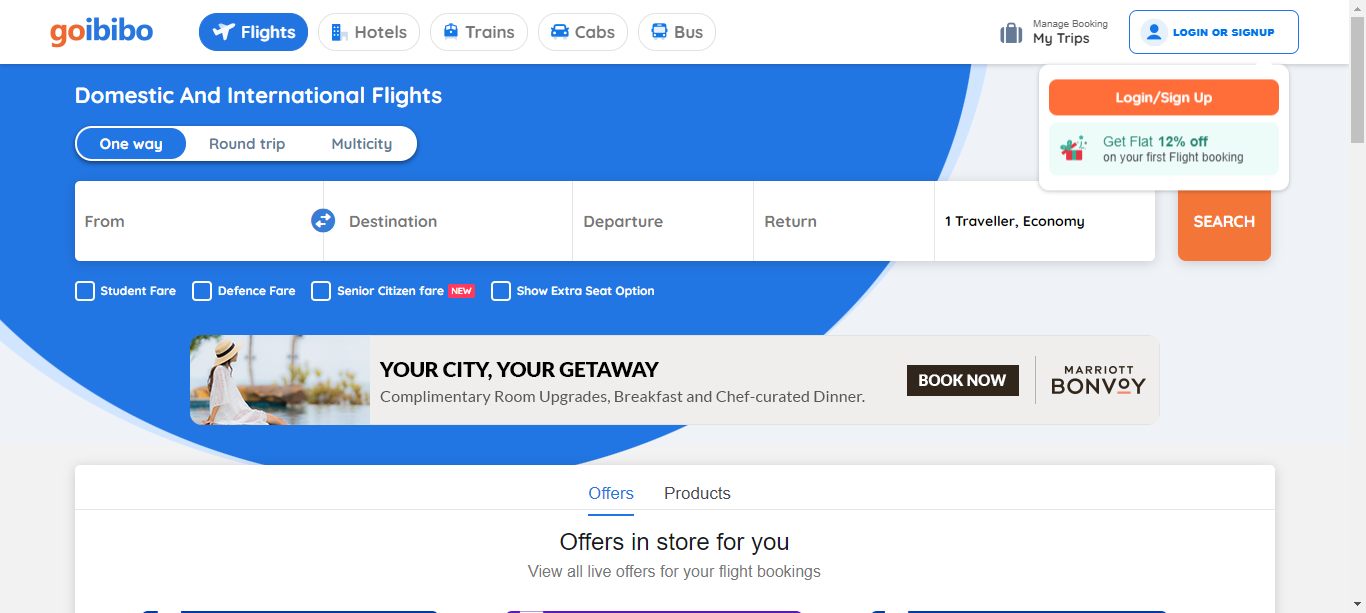 goibibo
Flights
Hotels
Trains
Cabs
Bus
Manage Booking
My Trips
LOGIN OR SIGNUP
Login/Sign Up
Get Flat 12% off
on your first Flight booking
Domestic And International Flights
One way
Round trip
Multicity
From
Destination
Departure
Return
1 Traveller, Economy
SEARCH
Student Fare
Defence Fare
Senior Citizen fare NEW
Show Extra Seat Option
YOUR CITY, YOUR GETAWAY
Complimentary Room Upgrades, Breakfast and Chef-curated Dinner.
BOOK NOW
MARRIOTT
BONVOY
Offers
Products
Offers in store for you
View all live offers for your flight bookings